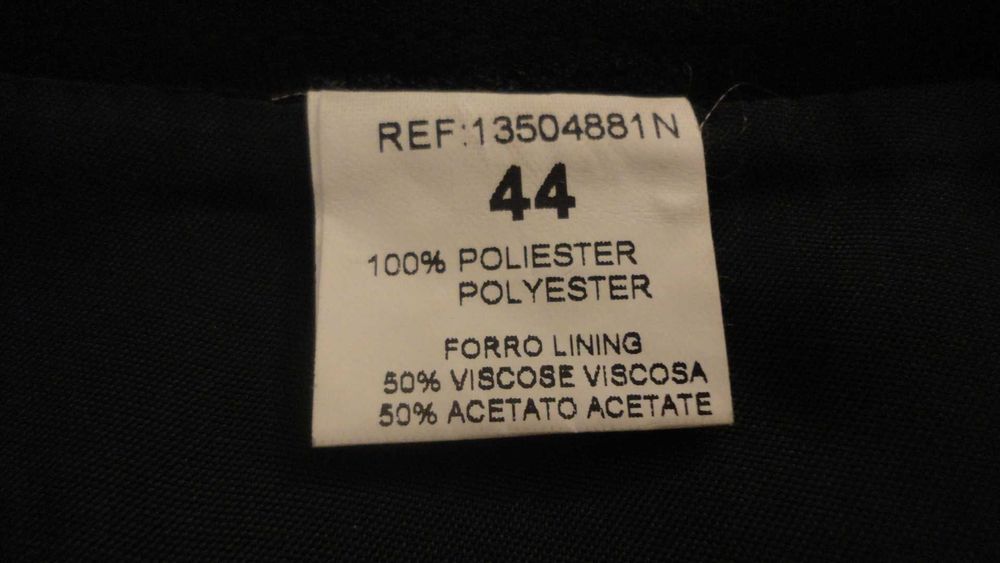 REF:13504881N
44
100% POLIESTER
POLYESTER
FORRO LINING
50% VISCOSE VISCOSA
50% ACETATO ACETATE